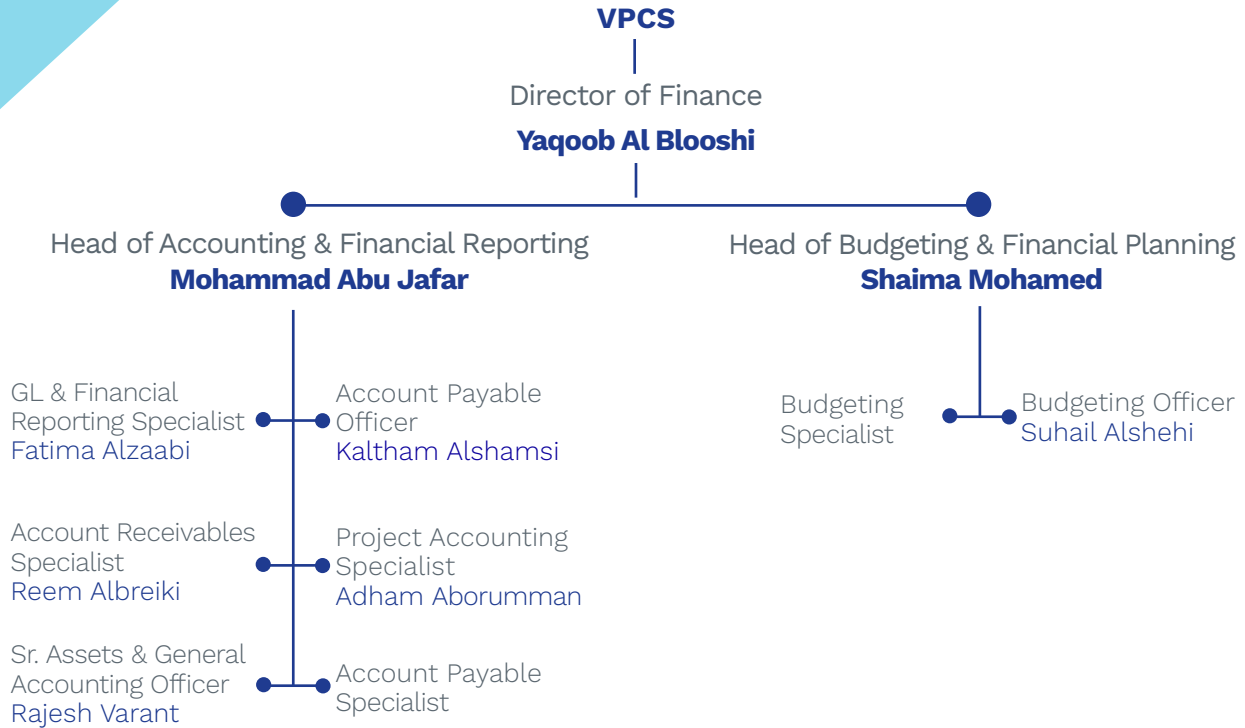 VPCS
Director of Finance
Yaqoob Al Blooshi
Head of Accounting & Financial Reporting
Mohammad Abu Jafar
Head of Budgeting & Financial Planning
Shaima Mohamed
GL & Financial
Reporting Specialist
Fatima Alzaabi
Account Payable
Officer
Kaltham Alshamsi
Budgeting
Specialist
Budgeting Officer
Suhail Alshehi
Account Receivables
Specialist
Reem Albreiki
Project Accounting
Specialist
Adham Aborumman
Sr. Assets & General
Accounting Officer
Rajesh Varant
Account Payable
Specialist